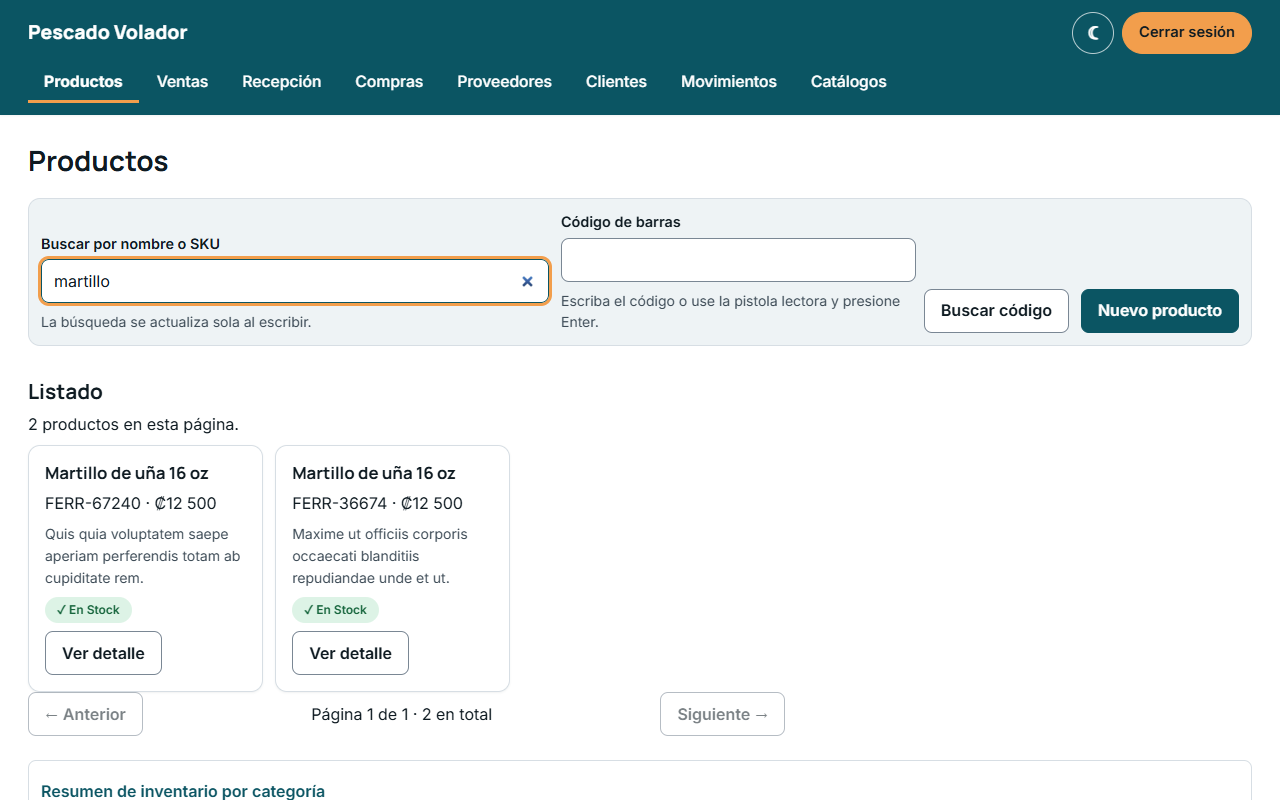 Pescado Volador
Cerrar sesión
Productos Ventas Recepción Compras Proveedores Clientes Movimientos Catálogos
Productos
Buscar por nombre o SKU
martillo
La búsqueda se actualiza sola al escribir.
Código de barras
Escriba el código o use la pistola lectora y presione
Enter.
Buscar código
Nuevo producto
Listado
2 productos en esta página.
Martillo de uña 16 oz
FERR-67240 · ₡12 500
Quis quia voluptatem saepe
aperiam perferendis totam ab
cupiditate rem.
✓ En Stock
Ver detalle
Martillo de uña 16 oz
FERR-36674 · ₡12 500
Maxime ut officiis corporis
occaecati blanditiis
repudiandae unde et ut.
✓ En Stock
Ver detalle
← Anterior
Página 1 de 1 · 2 en total
Siguiente →
Resumen de inventario por categoría